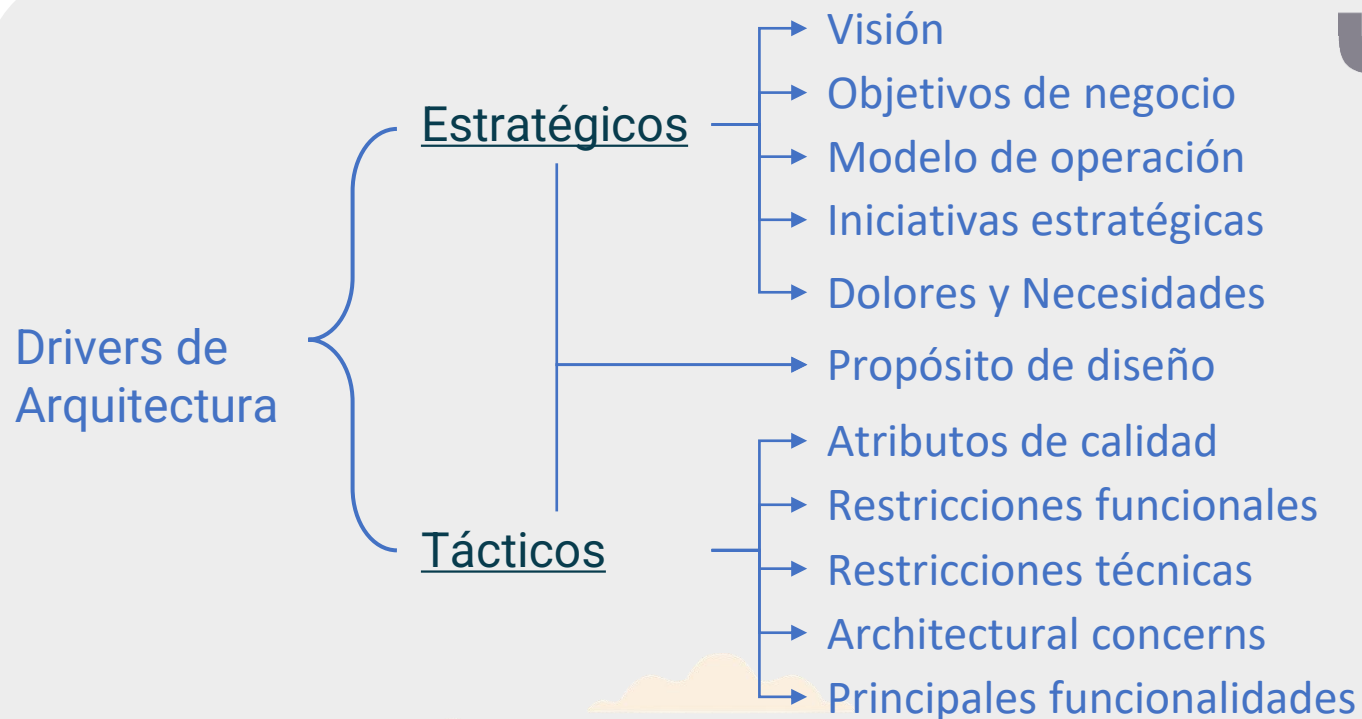 Visión
Estratégicos
Objetivos de negocio
Modelo de operación
Iniciativas estratégicas
Dolores y Necesidades
Drivers de
Arquitectura
Propósito de diseño
Atributos de calidad
Restricciones funcionales
Tácticos
Restricciones técnicas
Architectural concerns
Principales funcionalidades